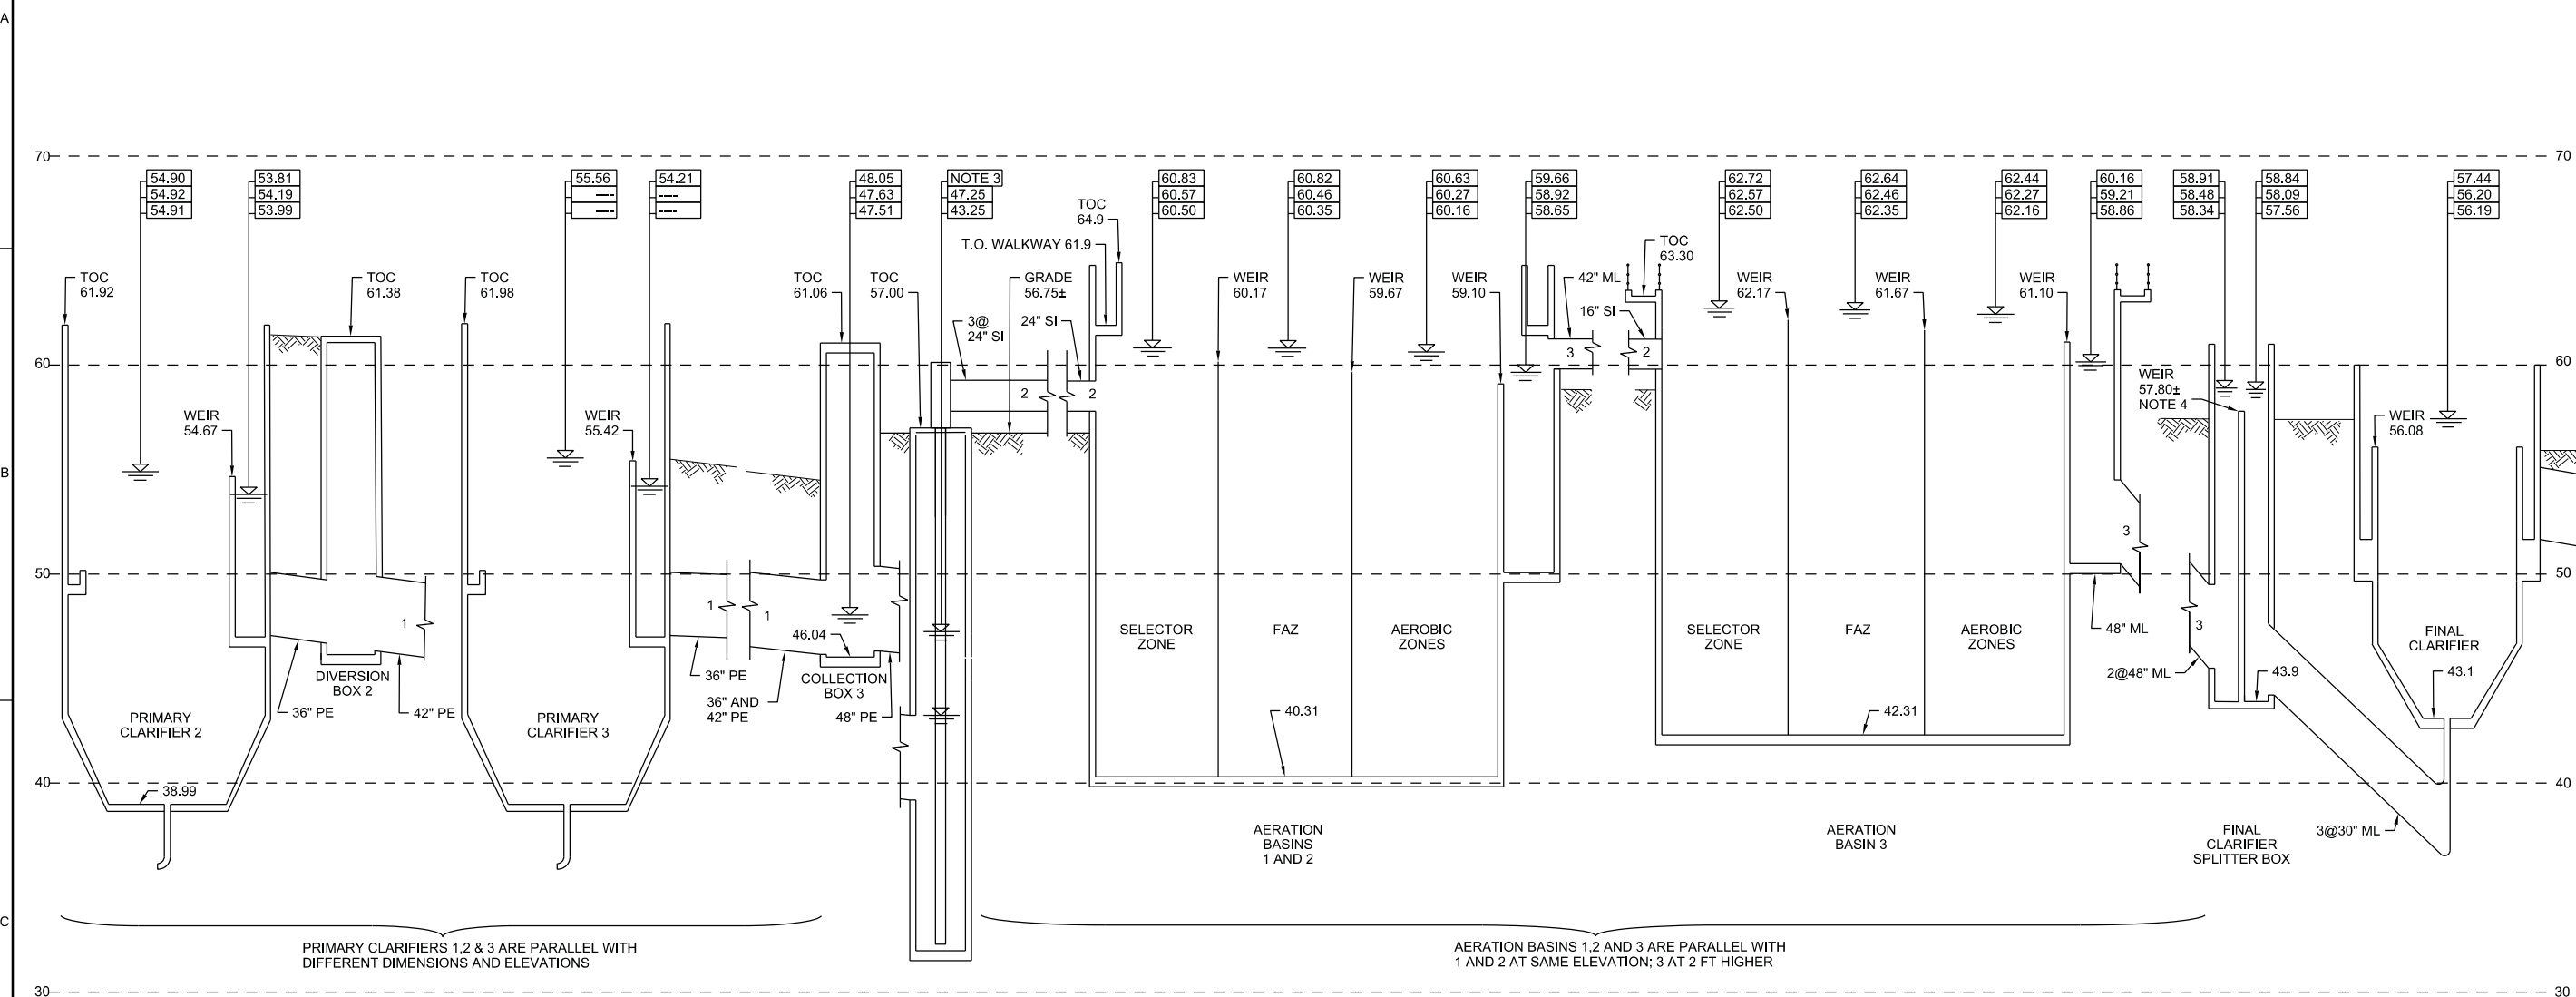 A
70
70
54.90
54.92
54.91
53.81
54.19
53.99
55.56
----
----
54.21
----
----
48.05
47.63
47.51
NOTE 3
47.25
43.25
60.83
60.57
60.50
60.82
60.46
60.35
60.63
60.27
60.16
59.66
58.92
58.65
62.72
62.57
62.50
62.64
62.46
62.35
62.44
62.27
62.16
60.16
59.21
58.86
58.91
58.48
58.34
58.84
58.09
57.56
57.44
56.20
56.19
TOC
64.9
T.O. WALKWAY 61.9
TOC
63.30
TOC
61.92
TOC
61.38
TOC
61.98
TOC
61.06
TOC
57.00
GRADE
56.75±
WEIR
60.17
WEIR
59.67
WEIR
59.10
42" ML
16" SI
WEIR
62.17
WEIR
61.67
WEIR
61.10
3@
24" SI
24" SI
2
2
3
2
60
60
WEIR
57.80±
NOTE 4
WEIR
54.67
WEIR
55.42
WEIR
56.08
B
B
3
50
50
1
1
1
3
46.04
SELECTOR
ZONE
FAZ
AEROBIC
ZONES
SELECTOR
ZONE
FAZ
AEROBIC
ZONES
48" ML
FINAL
CLARIFIER
DIVERSION
BOX 2
36" PE
COLLECTION
BOX 3
2@48" ML
43.9
43.1
36" PE
42" PE
36" AND
42" PE
48" PE
PRIMARY
CLARIFIER 2
PRIMARY
CLARIFIER 3
40.31
42.31
40
40
38.99
AERATION
BASINS
1 AND 2
AERATION
BASIN 3
FINAL
CLARIFIER
SPLITTER BOX
3@30" ML
C
C
PRIMARY CLARIFIERS 1,2 & 3 ARE PARALLEL WITH
DIFFERENT DIMENSIONS AND ELEVATIONS
AERATION BASINS 1,2 AND 3 ARE PARALLEL WITH
1 AND 2 AT SAME ELEVATION; 3 AT 2 FT HIGHER
30
30